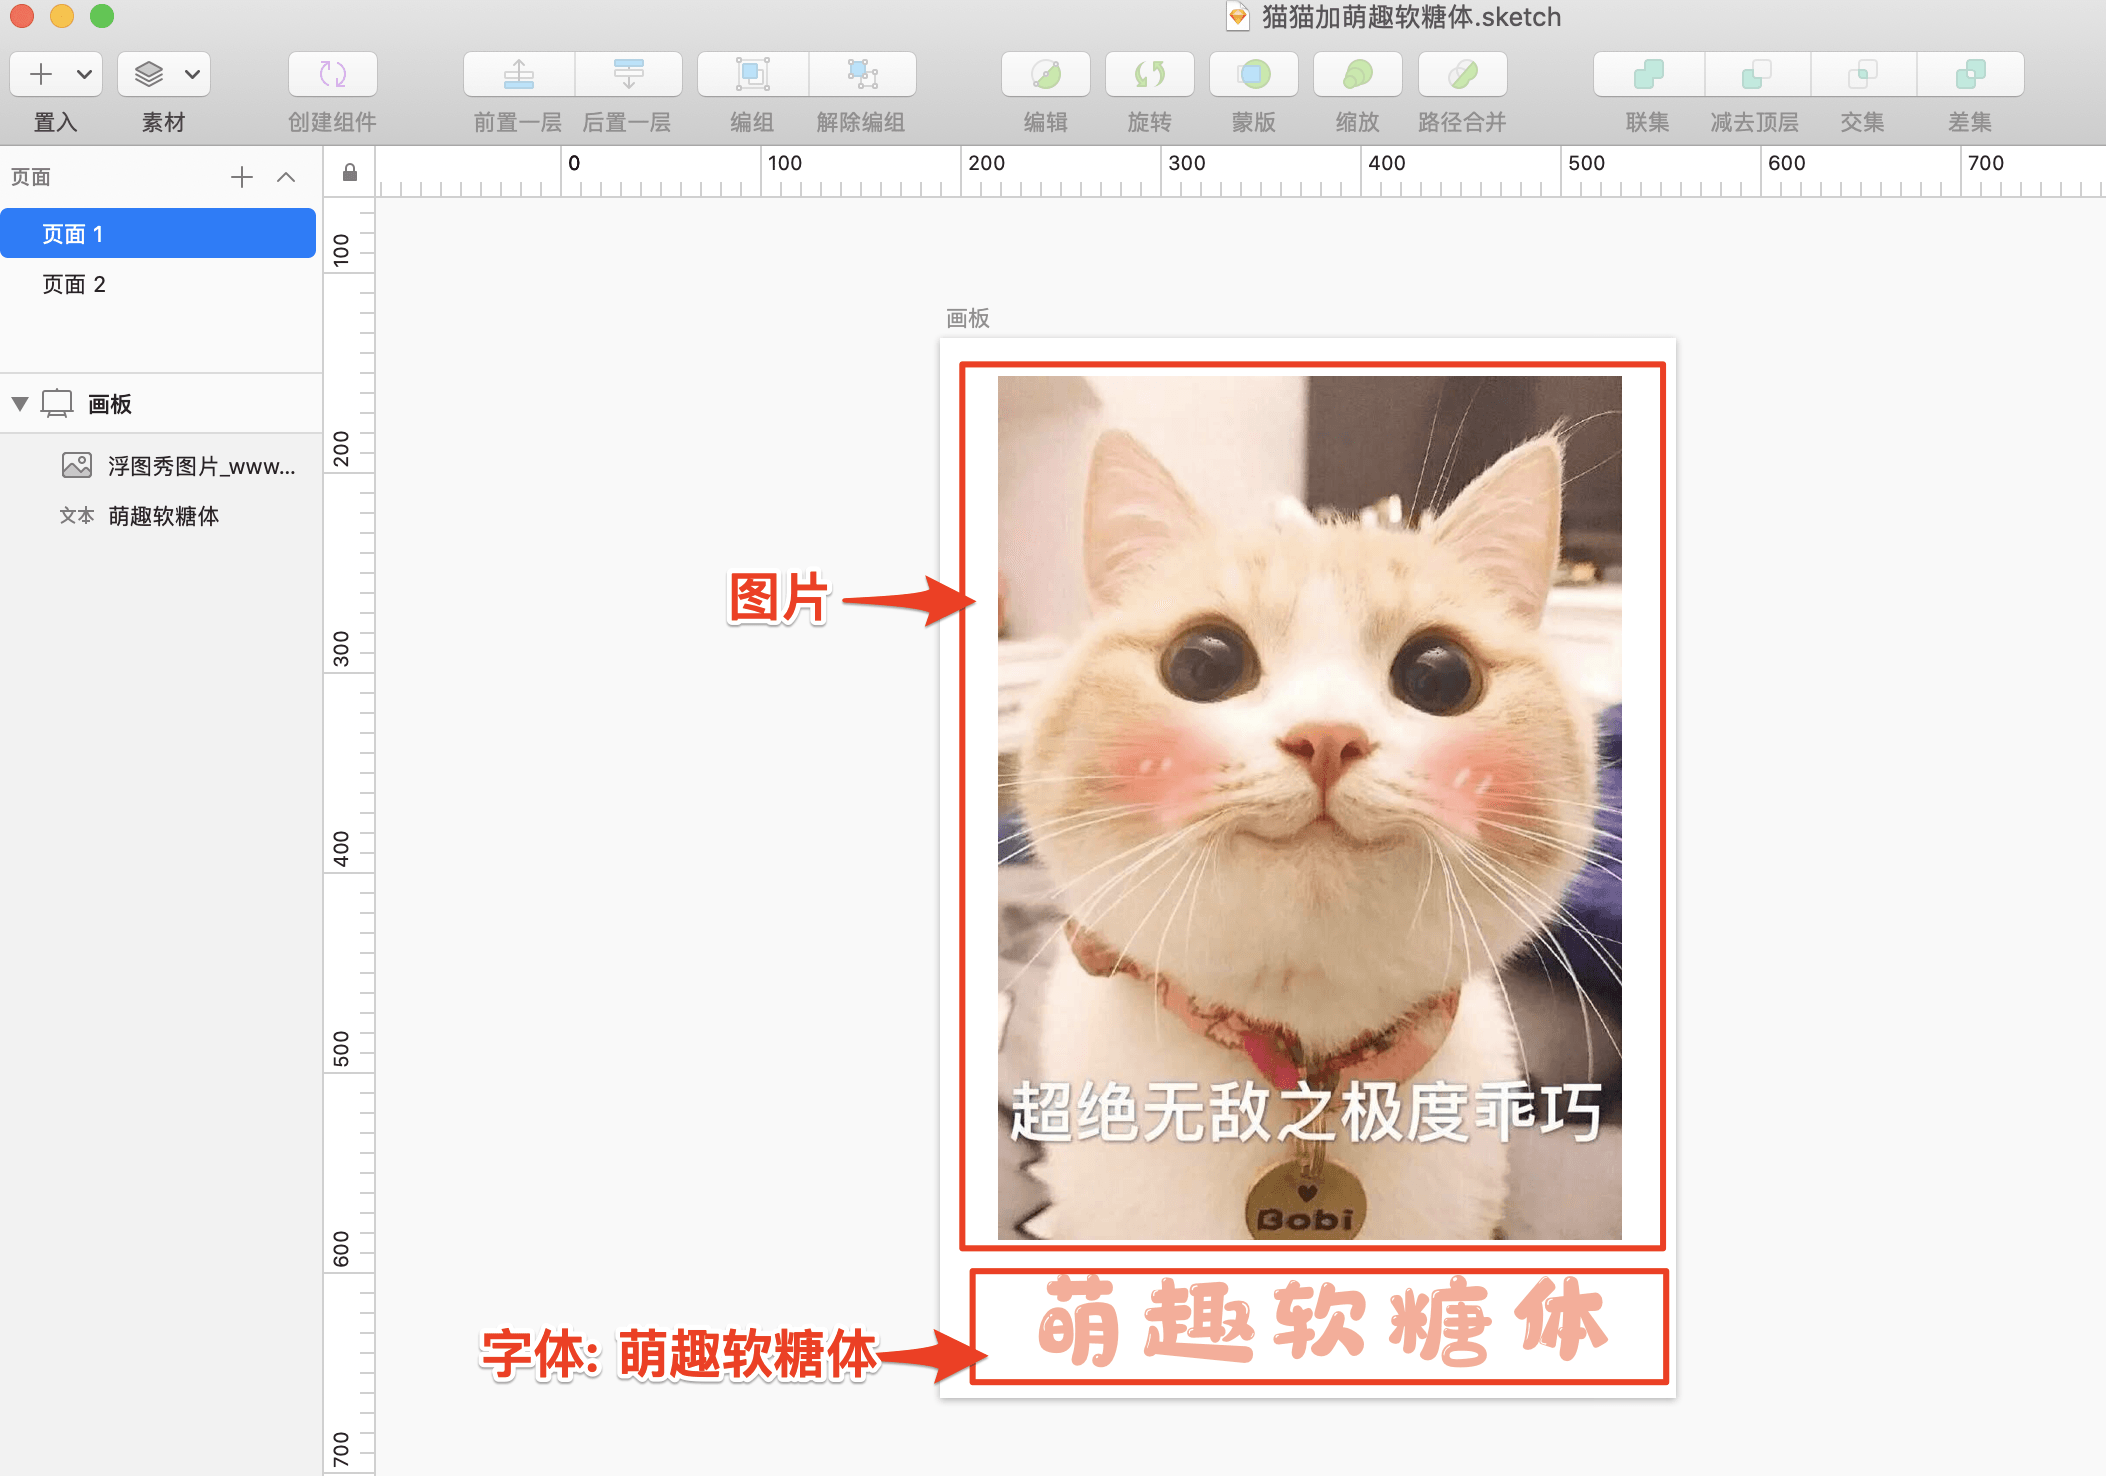 猫猫加萌趣软糖体.sketch
置入
素材
创建组件
前置一层
后置一层
编组
解除编组
编辑
旋转
蒙版
缩放
路径合并
联集
减去顶层
交集
差集
页面
0
100
200
300
400
500
600
700
页面 1
页面 2
画板
浮图秀图片_www...
文本 萌趣软糖体
100
200
300
400
500
600
700
画板
图片
超绝无敌之极度乖巧
Bobi
字体: 萌趣软糖体
萌趣软糖体